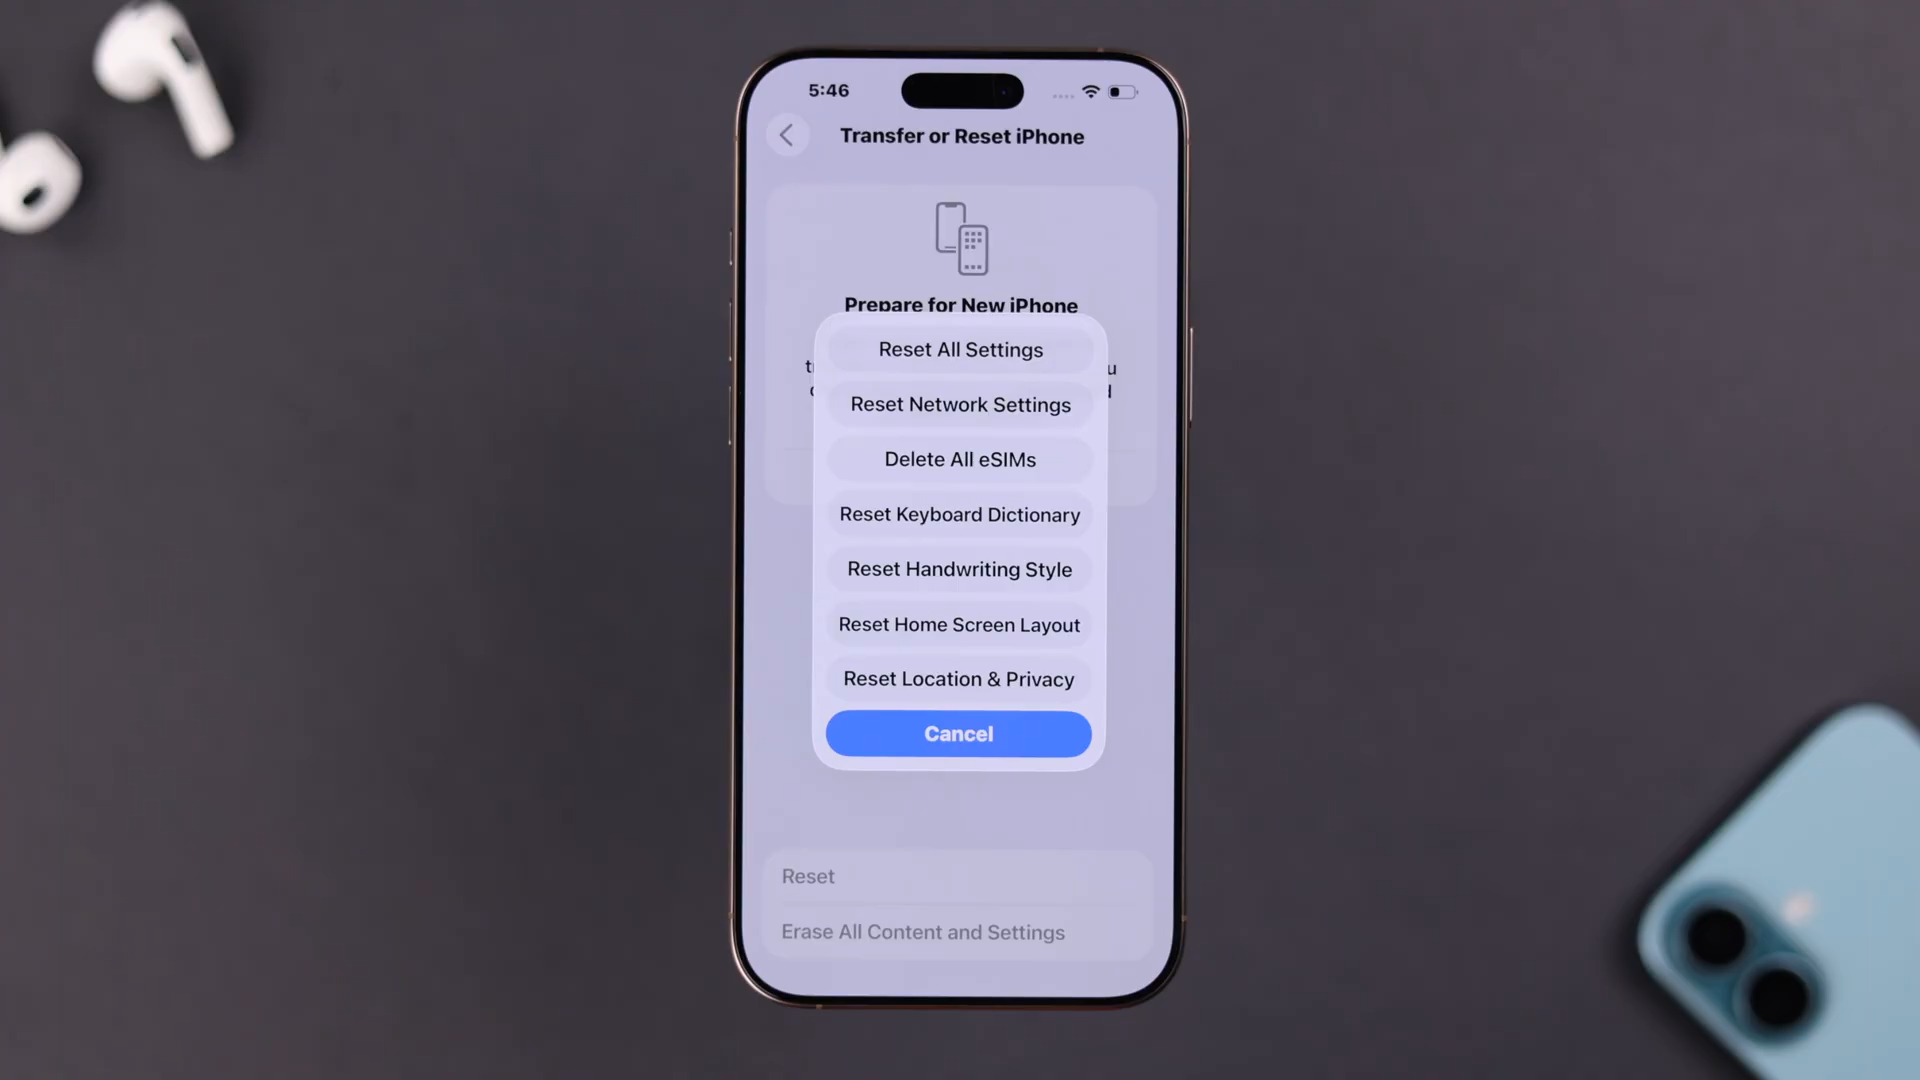 5:46
Transfer or Reset iPhone
Prepare for New iPhone
Reset All Settings
Reset Network Settings
Delete All eSIMs
Reset Keyboard Dictionary
Reset Handwriting Style
Reset Home Screen Layout
Reset Location & Privacy
Cancel
Reset
Erase All Content and Settings